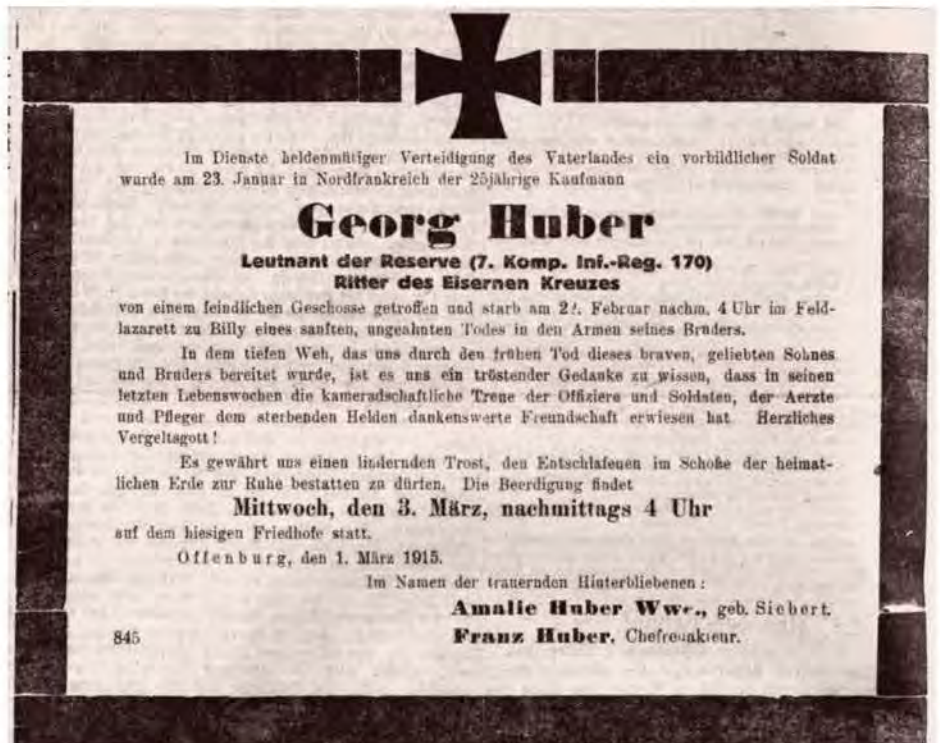 Im Dienste heldenmütiger Verteidigung des Vaterlandes ein vorbildlicher Soldat
wurde am 23. Januar in Nordfrankreich der 25jährige Kaufmann
Georg Huber
Leutnant der Reserve (7. Komp. Inf.-Reg. 170)
Ritter des Eisernen Kreuzes
von einem feindlichen Geschosse getroffen und starb am Februar nachm. 4 Uhr im Feld-
lazarett zu Billy eines sanften, ungeahnten Todes in den Armen seines Bruders.
In dem tiefen Weh, das uns durch den frühen Tod dieses braven, geliebten Sohnes
und Bruders bereitet wurde, ist es uns ein tröstender Gedanke zu wissen, dass in seinen
letzten Lebenswochen die kameradschaftliche Treue der Offiziere und Soldaten, der Aerzte
und Pfleger dem sterbenden Helden dankenswerte Freundschaft erwiesen hat. Herzliches
Vergeltsgott!
Es gewährt uns einen lindernden Trost, den Entschlafenen im Schoße der heimat-
lichen Erde zur Ruhe bestatten zu dürfen. Die Beerdigung findet
Mittwoch, den 3. März, nachmittags 4 Uhr
auf dem hiesigen Friedhofe statt.
Offenburg, den 1. März 1915.
Im Namen der trauernden Hinterbliebenen:
Amalie Huber Wwe., geb. Siebert.
845 Franz Huber, Chefredakteur.